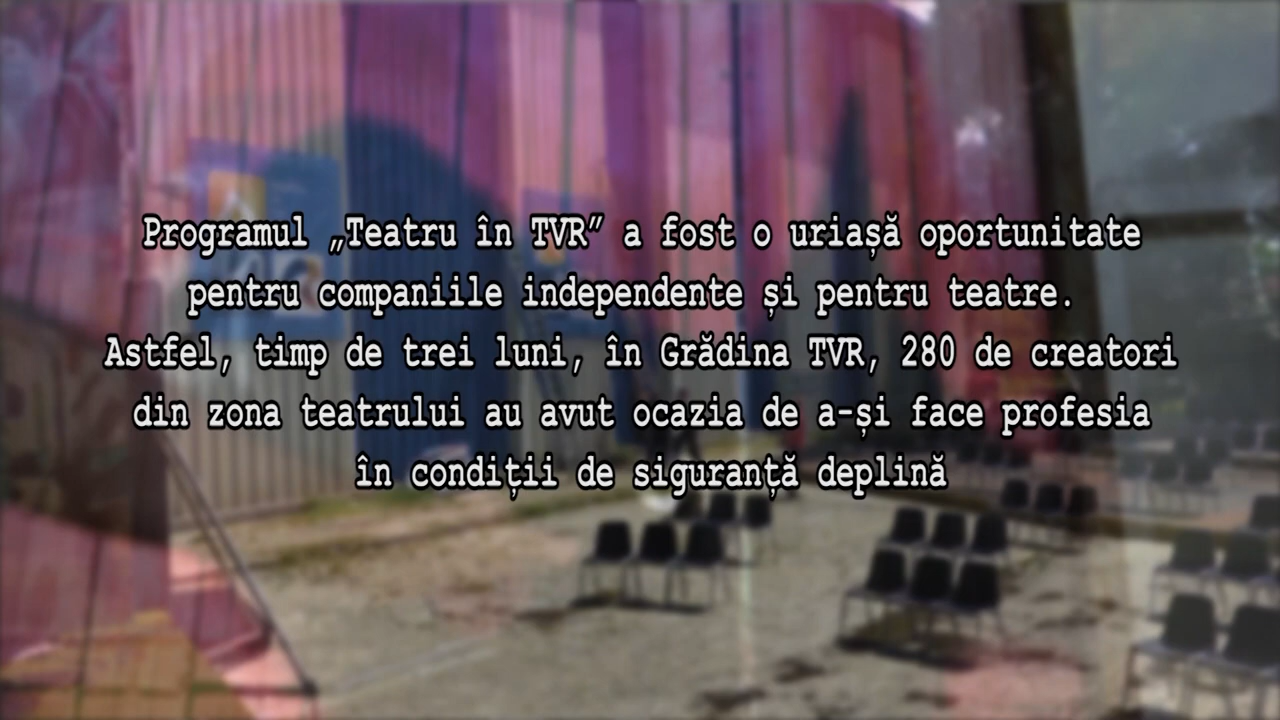 Programul „Teatru în TVR” a fost o uriașă oportunitate
pentru companiile independente și pentru teatre.
Astfel, timp de trei luni, în Grădina TVR, 280 de creatori
din zona teatrului au avut ocazia de a-și face profesia
în condiții de siguranță deplină